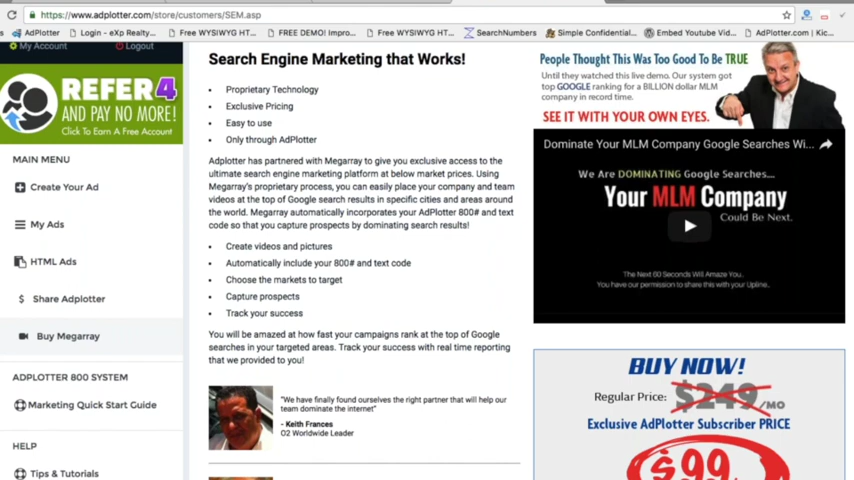 https://www.adplotter.com/store/customers/SEM.asp
AdPlotter
Login - eXp Realty...
Free WYSIWYG HT...
FREE DEMO! Impro...
Free WYSIWYG HT...
SearchNumbers
Simple Confidential...
Embed Youtube Vid...
AdPlotter.com | Kic...
My Account
Logout
REFER 4
AND PAY NO MORE!
Click To Earn A Free Account
MAIN MENU
Create Your Ad
My Ads
HTML Ads
Share Adplotter
Buy Megarray
ADPLOTTER 800 SYSTEM
Marketing Quick Start Guide
HELP
Tips & Tutorials
Search Engine Marketing that Works!
• Proprietary Technology
• Exclusive Pricing
• Easy to use
• Only through AdPlotter
Adplotter has partnered with Megarray to give you exclusive access to the
ultimate search engine marketing platform at below market prices. Using
Megarray's proprietary process, you can easily place your company and team
videos at the top of Google search results in specific cities and areas around
the world. Megarray automatically incorporates your AdPlotter 800# and text
code so that you capture prospects by dominating search results!
• Create videos and pictures
• Automatically include your 800# and text code
• Choose the markets to target
• Capture prospects
• Track your success
You will be amazed at how fast your campaigns rank at the top of Google
searches in your targeted areas. Track your success with real time reporting
that we provided to you!
"We have finally found ourselves the right partner that will help our
team dominate the internet"
- Keith Frances
O2 Worldwide Leader
People Thought This Was Too Good To Be TRUE
Until they watched this live demo. Our system got
top GOOGLE ranking for a BILLION dollar MLM
company in record time.
SEE IT WITH YOUR OWN EYES.
Dominate Your MLM Company Google Searches Wi...
We Are DOMINATING Google Searches....
Your MLM Company
Could Be Next.
The Next 60 Seconds Will Amaze You.
You have our permission to share this with your Upline.
BUY NOW!
Regular Price: $249/MO
Exclusive AdPlotter Subscriber PRICE
$99